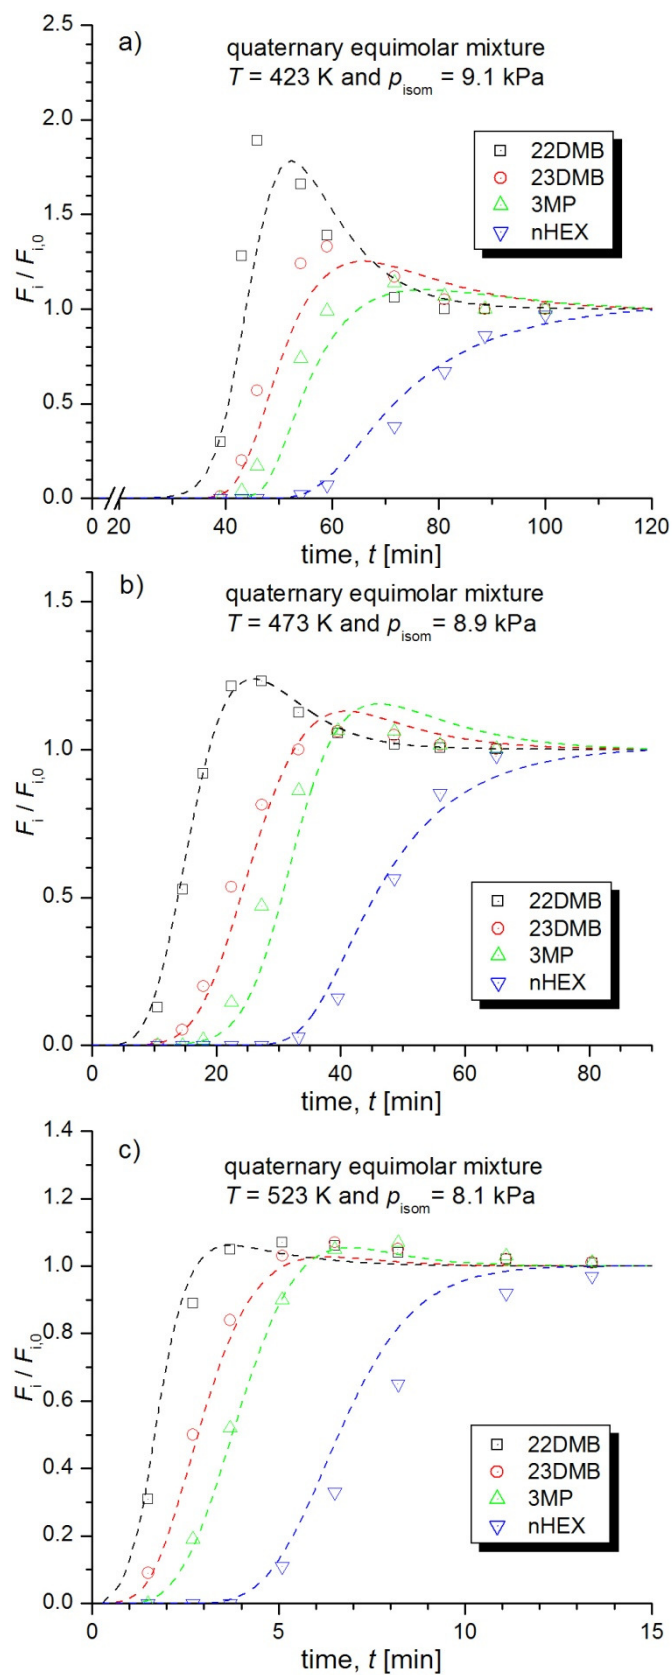 a)
quaternary equimolar mixture
T = 423 K and p_isom = 9.1 kPa
2.5
2.0
1.5
1.0
0.5
0.0
F_i / F_i,0
22DMB
23DMB
3MP
nHEX
0 20 40 60 80 100 120
time, t [min]
b)
quaternary equimolar mixture
T = 473 K and p_isom = 8.9 kPa
1.5
1.0
0.5
0.0
F_i / F_i,0
22DMB
23DMB
3MP
nHEX
0 20 40 60 80
time, t [min]
c)
quaternary equimolar mixture
T = 523 K and p_isom = 8.1 kPa
1.4
1.2
1.0
0.8
0.6
0.4
0.2
0.0
F_i / F_i,0
22DMB
23DMB
3MP
nHEX
0 5 10 15
time, t [min]